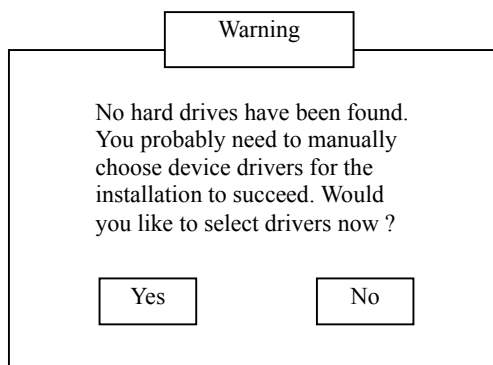 Warning
No hard drives have been found.
You probably need to manually
choose device drivers for the
installation to succeed. Would
you like to select drivers now ?
Yes
No